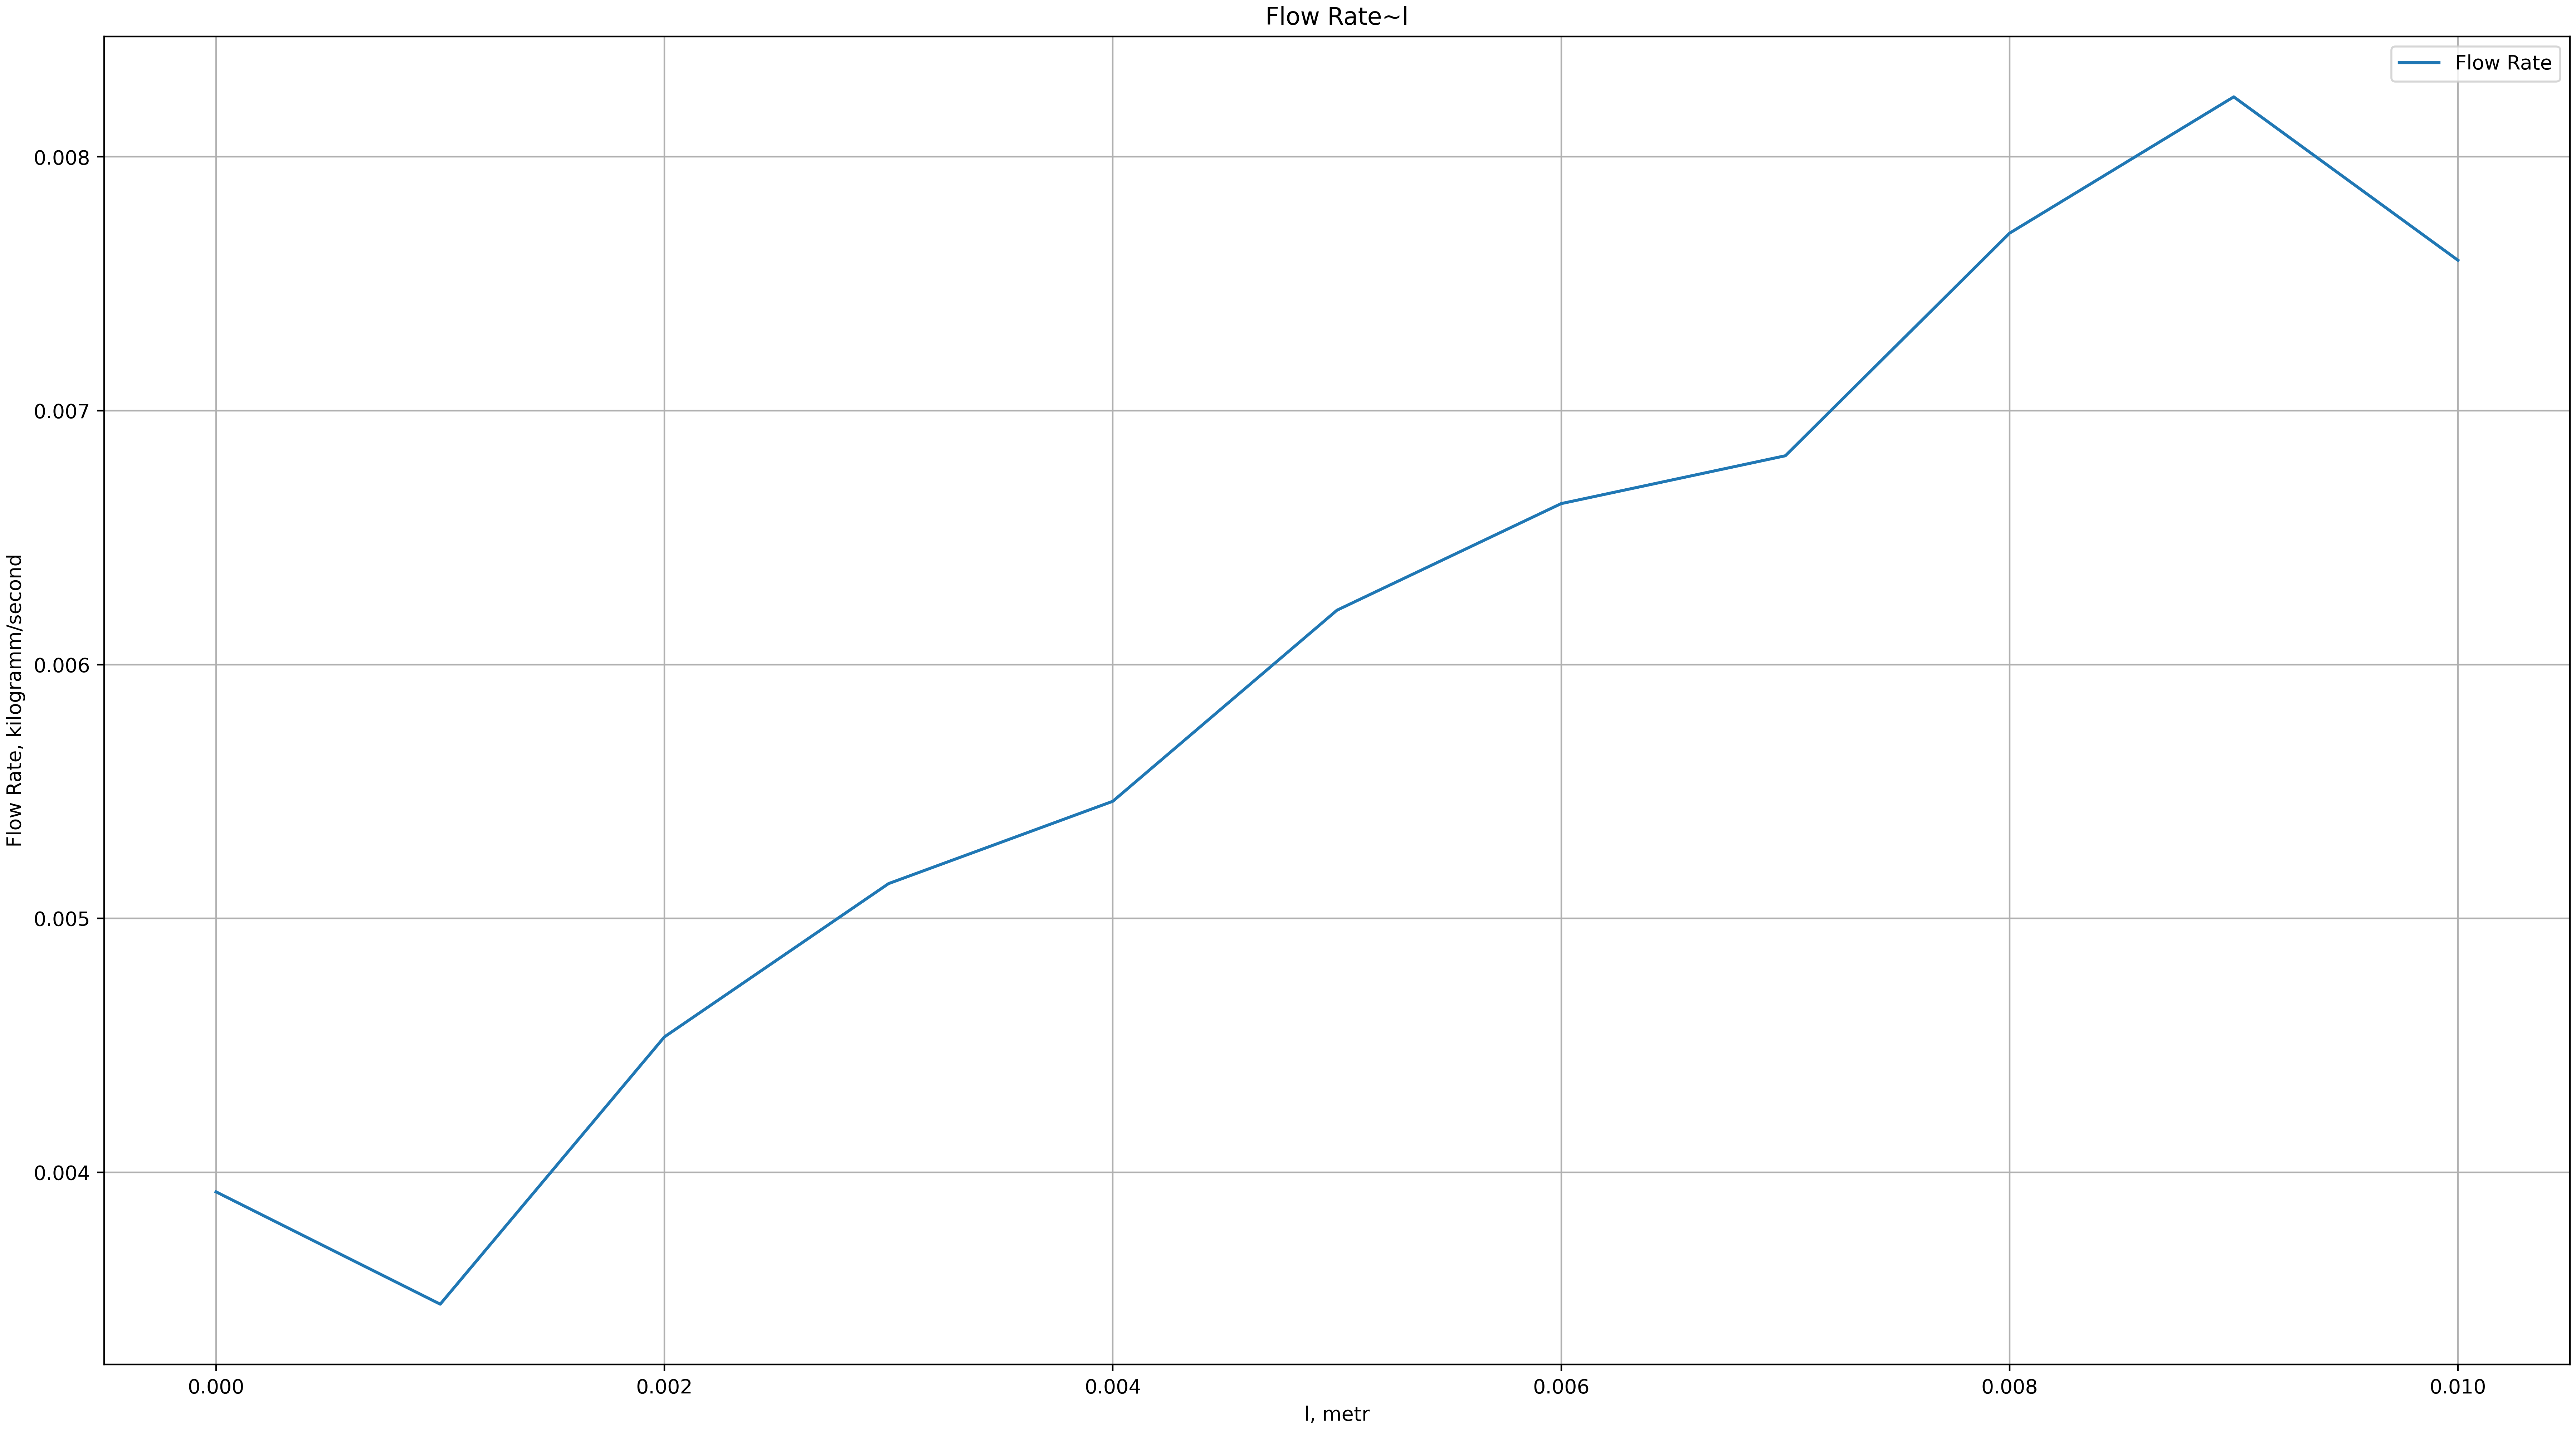 Flow Rate~l
Flow Rate
0.008
0.007
0.006
0.005
0.004
Flow Rate, kilogramm/second
0.000 0.002 0.004 0.006 0.008 0.010
l, metr